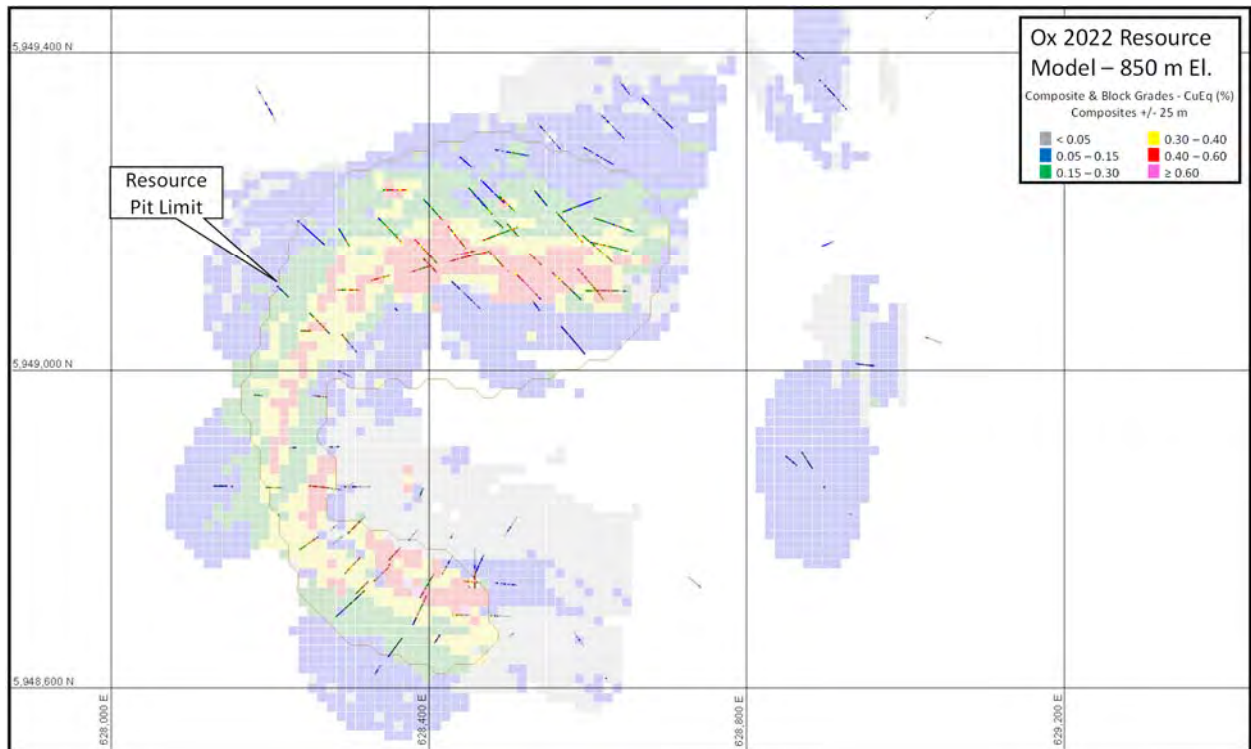 5,949,400 N
Ox 2022 Resource
Model – 850 m El.
Composite & Block Grades - CuEq (%)
Composites +/- 25 m
< 0.05
0.30 – 0.40
0.05 – 0.15
0.40 – 0.60
0.15 – 0.30
≥ 0.60
Resource
Pit Limit
5,949,000 N
5,948,600 N
628,000 E
628,400 E
628,800 E
629,200 E